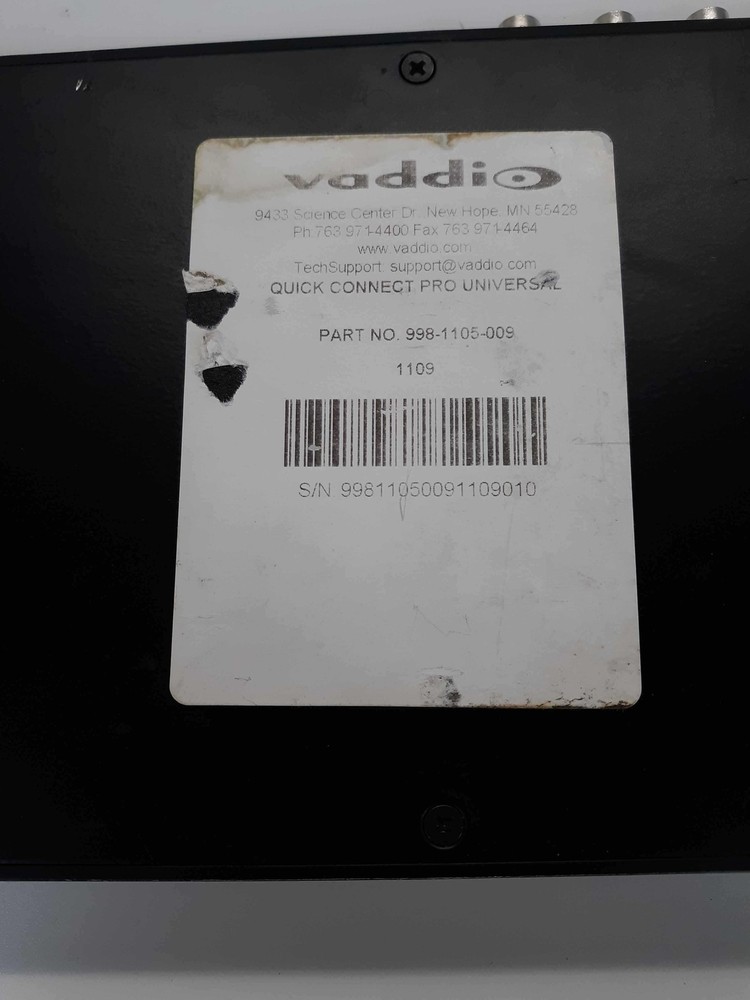 vaddio
9433 Science Center Dr. New Hope, MN 55428
Ph 763 971-4400 Fax 763 971-4464
www.vaddio.com
TechSupport: support@vaddio.com
QUICK CONNECT PRO UNIVERSAL
PART NO. 998-1105-009
1109
S/N 99811050091109010